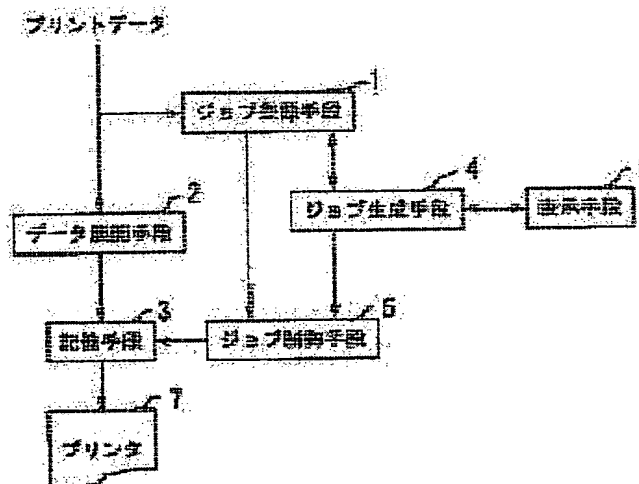 プリントデータ
1
ジョブ登録手段
4
ジョブ生成手段
表示手段
2
データ展開手段
3
記憶手段
ジョブ制御手段
7
プリンタ